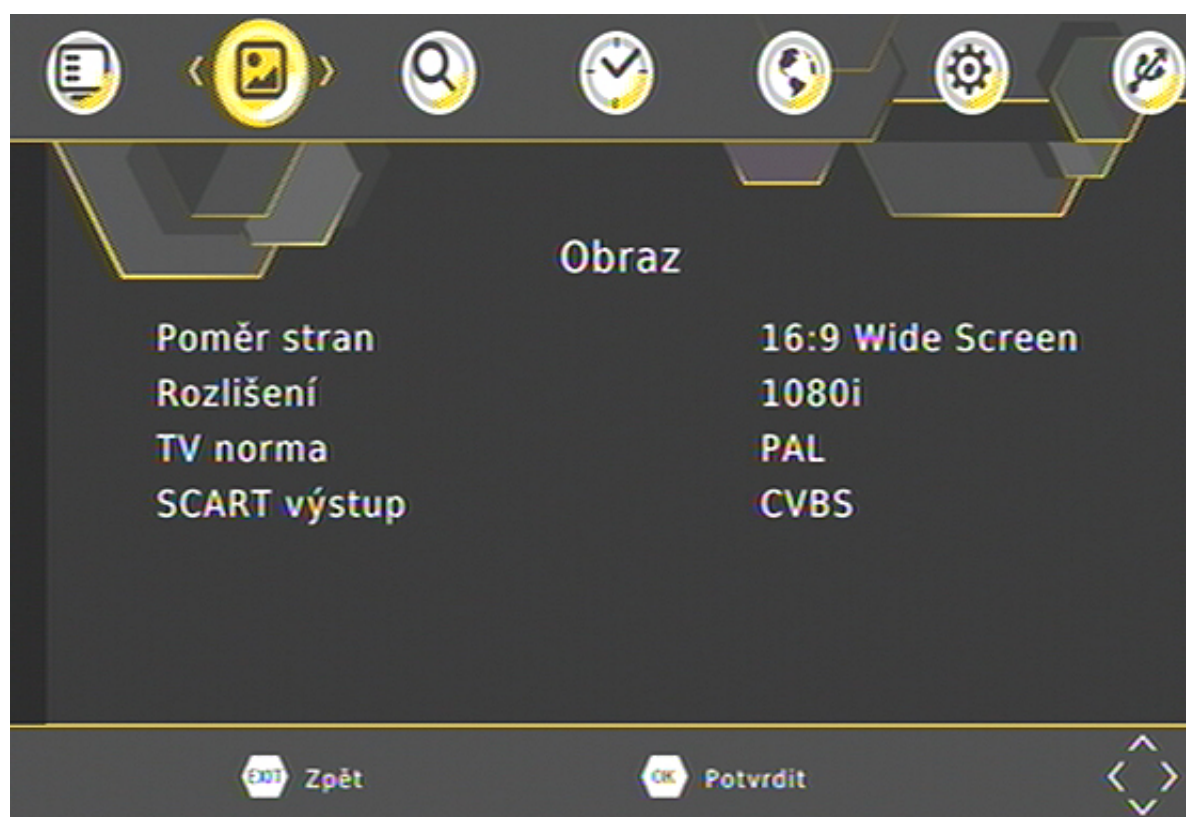 Obraz
Poměr stran 16:9 Wide Screen
Rozlišení 1080i
TV norma PAL
SCART výstup CVBS
EXIT Zpět OK Potvrdit